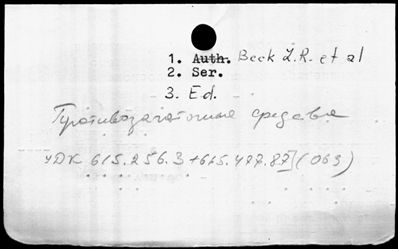 1. Auth. Beck L.R. et al
2. Ser.
3. Ed.
Противозачаточные средства
УДК 615.256.3+615.477.87](063)